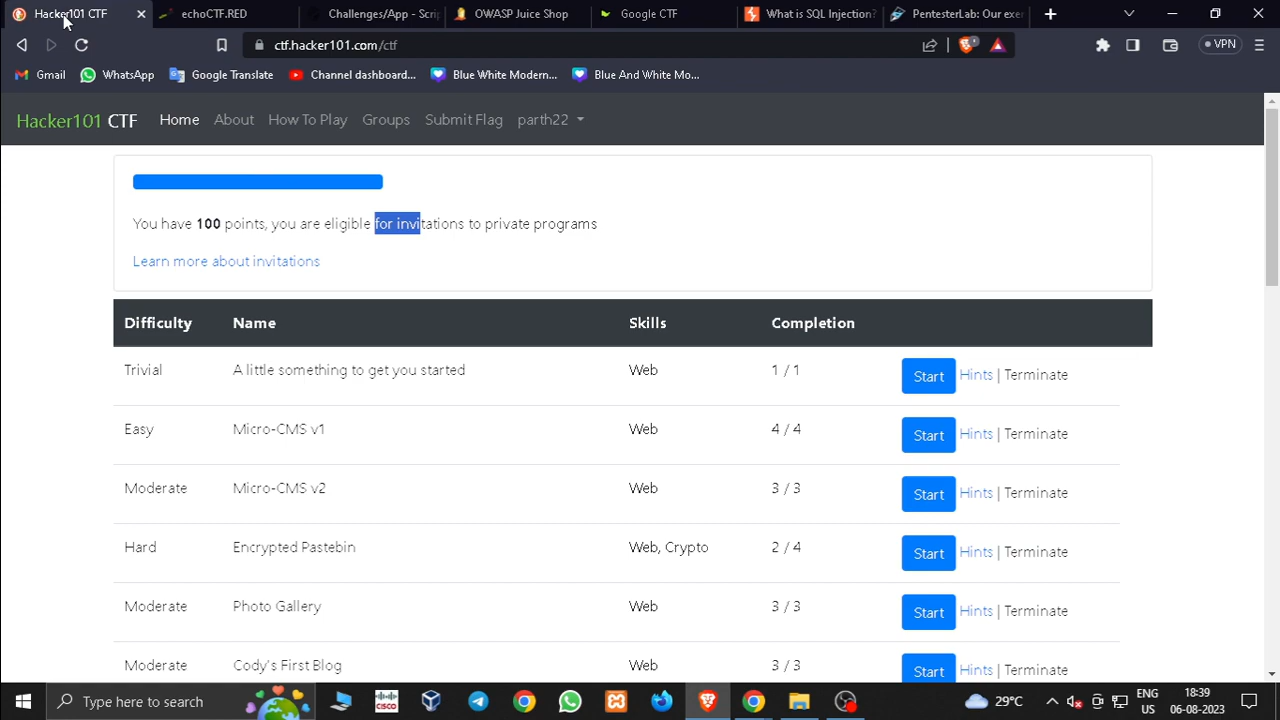 Hacker101 CTF
echoCTF.RED
Challenges/App - Scri
OWASP Juice Shop
Google CTF
What is SQL Injection?
PentesterLab: Our exer
ctf.hacker101.com/ctf
VPN
Gmail
WhatsApp
Google Translate
Channel dashboard...
Blue White Modern...
Blue And White Mo...
Hacker101 CTF
Home
About
How To Play
Groups
Submit Flag
parth22
You have 100 points, you are eligible for invitations to private programs
Learn more about invitations
Difficulty Name Skills Completion
Trivial A little something to get you started Web 1 / 1 Start Hints | Terminate
Easy Micro-CMS v1 Web 4 / 4 Start Hints | Terminate
Moderate Micro-CMS v2 Web 3 / 3 Start Hints | Terminate
Hard Encrypted Pastebin Web, Crypto 2 / 4 Start Hints | Terminate
Moderate Photo Gallery Web 3 / 3 Start Hints | Terminate
Moderate Cody's First Blog Web 3 / 3 Start Hints | Terminate
Type here to search
CISCO
29°C
ENG
US
18:39
06-08-2023